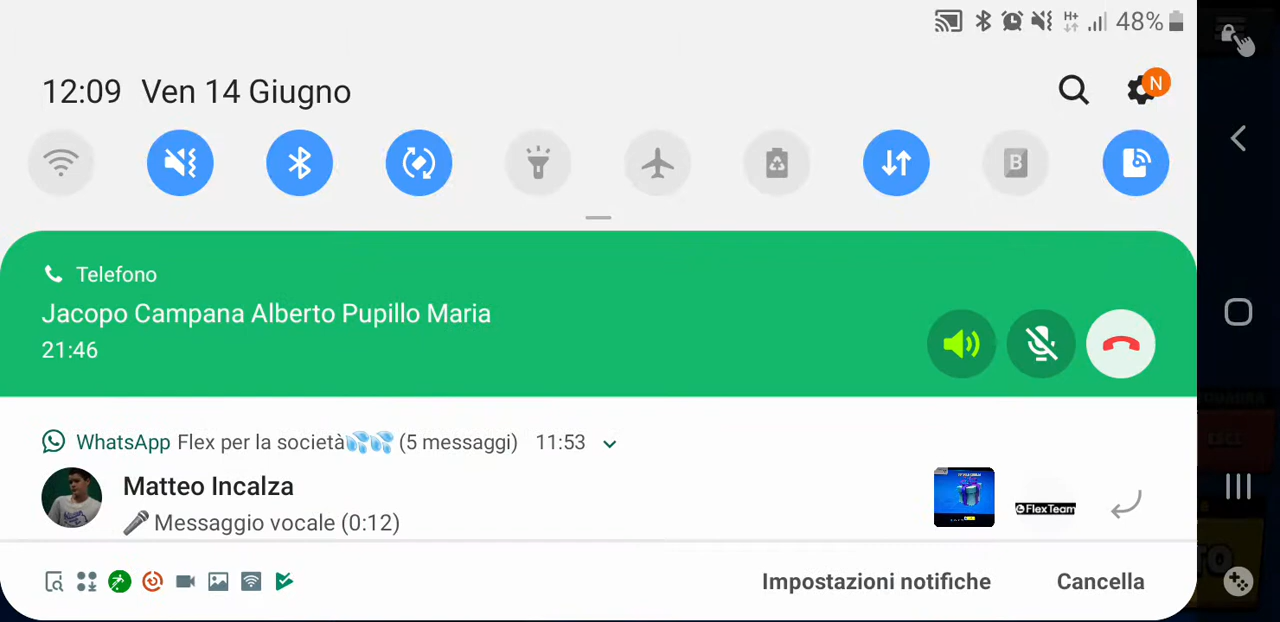 48%
12:09 Ven 14 Giugno
N
B
Telefono
Jacopo Campana Alberto Pupillo Maria
21:46
WhatsApp Flex per la società💦💦 (5 messaggi) 11:53
Matteo Incalza
🎤 Messaggio vocale (0:12)
FlexTeam
Impostazioni notifiche
Cancella